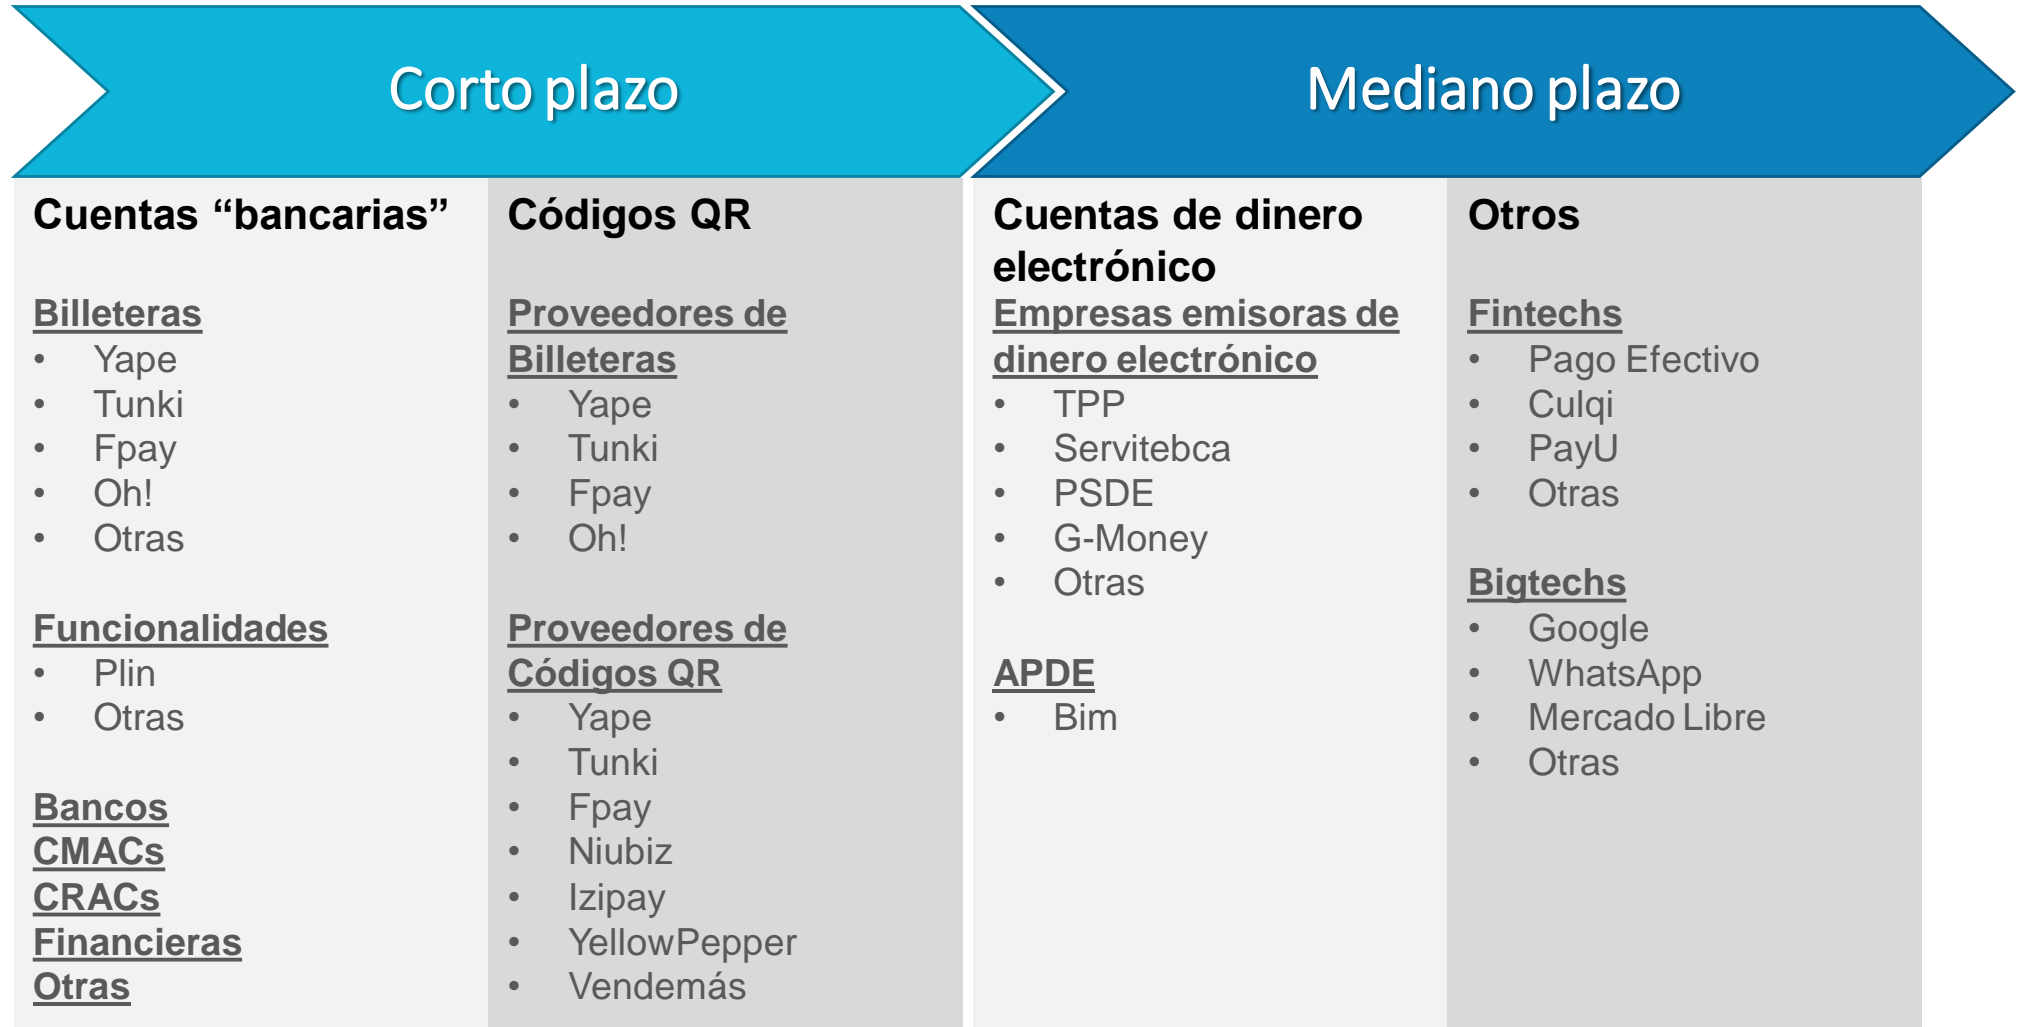 Corto plazo
Mediano plazo
Cuentas “bancarias”
Billeteras
• Yape
• Tunki
• Fpay
• Oh!
• Otras
Funcionalidades
• Plin
• Otras
Bancos
CMACs
CRACs
Financieras
Otras
Códigos QR
Proveedores de
Billeteras
• Yape
• Tunki
• Fpay
• Oh!
Proveedores de
Códigos QR
• Yape
• Tunki
• Fpay
• Niubiz
• Izipay
• YellowPepper
• Vendemás
Cuentas de dinero
electrónico
Empresas emisoras de
dinero electrónico
• TPP
• Servitebca
• PSDE
• G-Money
• Otras
APDE
• Bim
Otros
Fintechs
• Pago Efectivo
• Culqi
• PayU
• Otras
Bigtechs
• Google
• WhatsApp
• Mercado Libre
• Otras